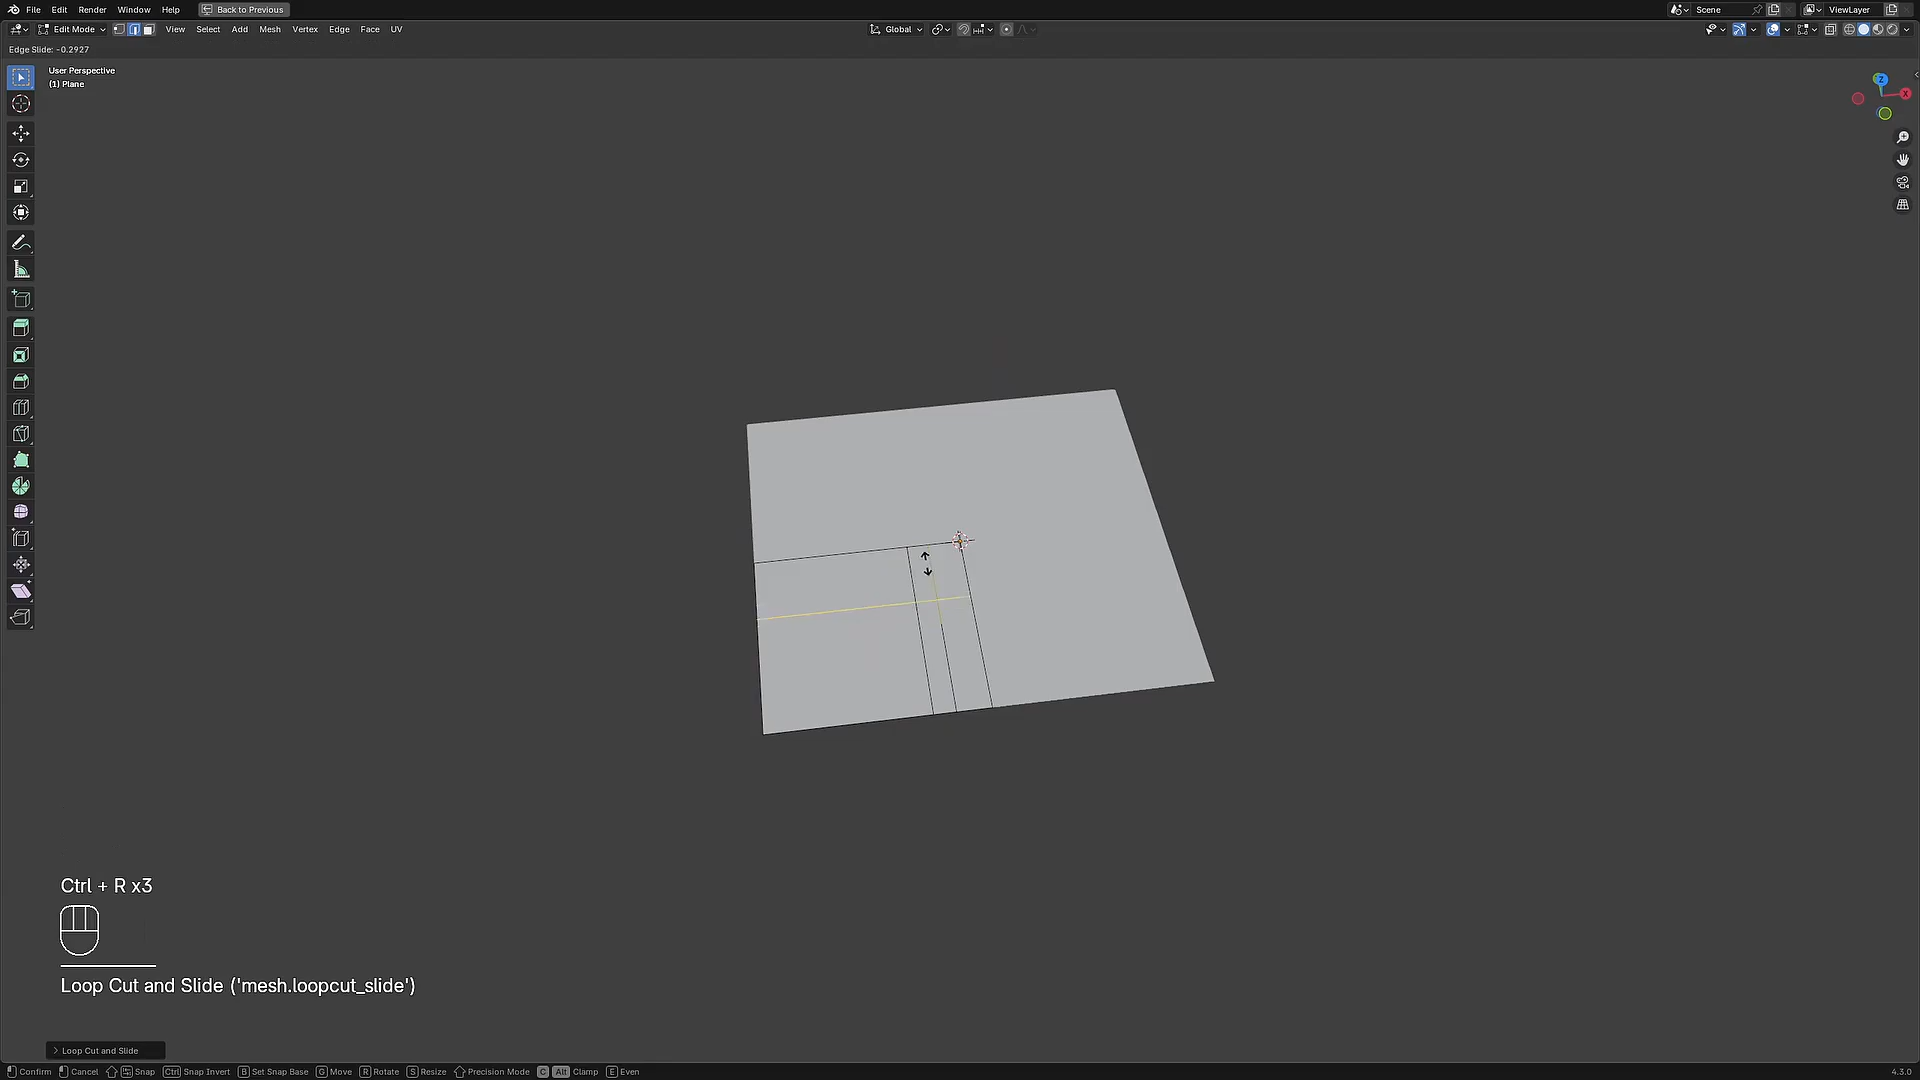 File Edit Render Window Help Back to Previous Scene ViewLayer
Edit Mode View Select Add Mesh Vertex Edge Face UV Global
Edge Slide: -0.2927
User Perspective
(1) Plane
Z
X
Ctrl + R x3
Loop Cut and Slide ('mesh.loopcut_slide')
Loop Cut and Slide
Confirm Cancel Snap Ctrl Snap Invert B Set Snap Base G Move R Rotate S Resize Precision Mode C Alt Clamp E Even 4.3.0